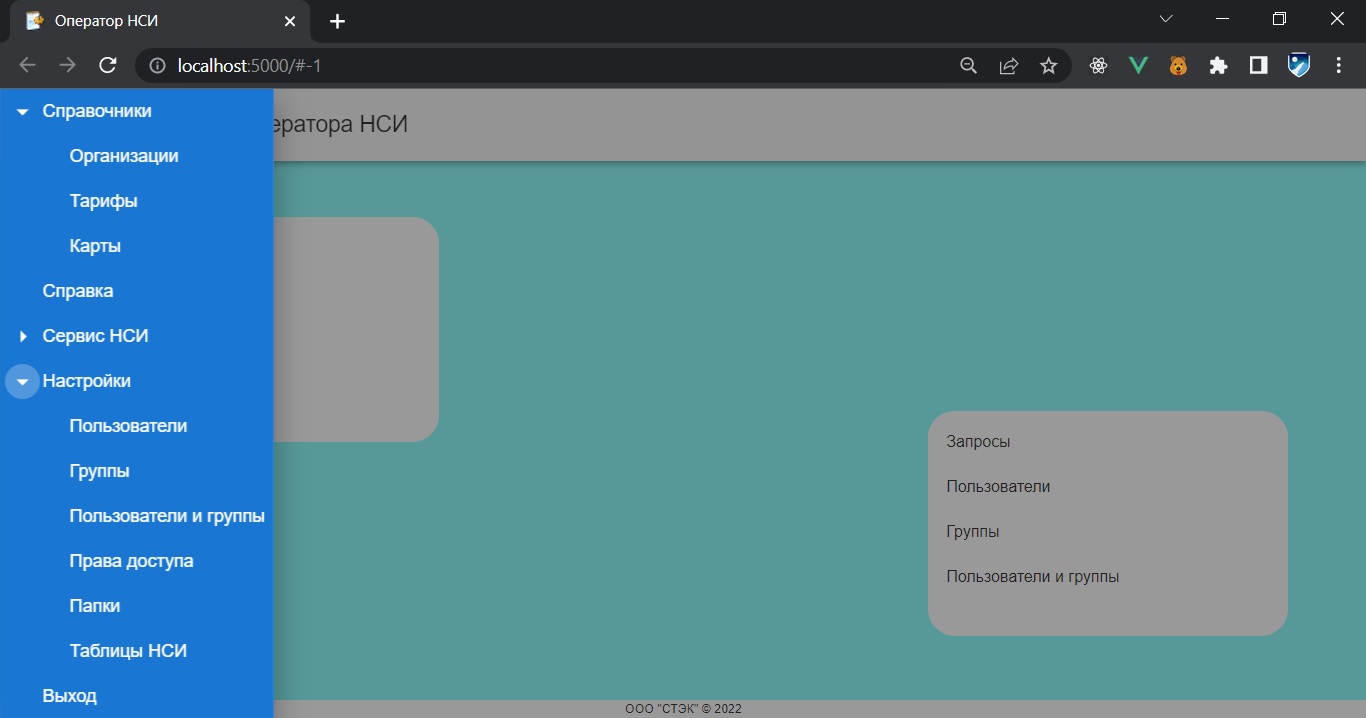 Оператор НСИ
localhost:5000/#-1
Справочники
Организации
Тарифы
Карты
Справка
Сервис НСИ
Настройки
Пользователи
Группы
Пользователи и группы
Права доступа
Папки
Таблицы НСИ
Выход
ератора НСИ
Запросы
Пользователи
Группы
Пользователи и группы
ООО "СТЭК" © 2022